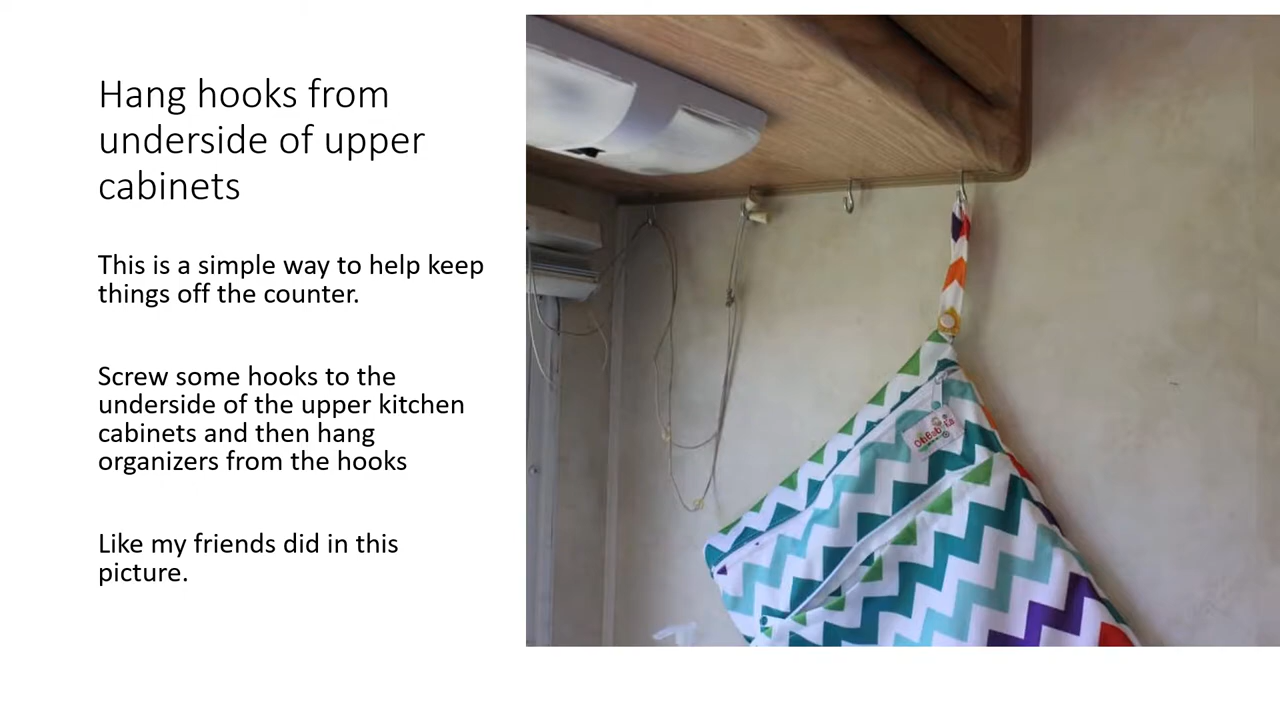 Hang hooks from
underside of upper
cabinets
This is a simple way to help keep
things off the counter.
Screw some hooks to the
underside of the upper kitchen
cabinets and then hang
organizers from the hooks
Like my friends did in this
picture.